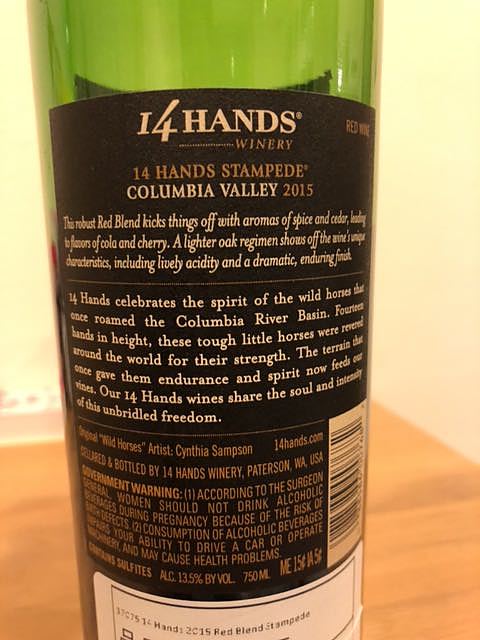 14 HANDS®
WINERY
RED WINE
14 HANDS STAMPEDE®
COLUMBIA VALLEY 2015
This robust Red Blend kicks things off with aromas of spice and cedar, leading
to flavors of cola and cherry. A lighter oak regimen shows off the wine's unique
characteristics, including lively acidity and a dramatic, enduring finish.
14 Hands celebrates the spirit of the wild horses that
once roamed the Columbia River Basin. Fourteen
hands in height, these tough little horses were revered
around the world for their strength. The terrain that
once gave them endurance and spirit now feeds our
vines. Our 14 Hands wines share the soul and intensity
of this unbridled freedom.
Original "Wild Horses" Artist: Cynthia Sampson 14hands.com
CELLARED & BOTTLED BY 14 HANDS WINERY, PATERSON, WA, USA
GOVERNMENT WARNING: (1) ACCORDING TO THE SURGEON
GENERAL, WOMEN SHOULD NOT DRINK ALCOHOLIC
BEVERAGES DURING PREGNANCY BECAUSE OF THE RISK OF
BIRTH DEFECTS. (2) CONSUMPTION OF ALCOHOLIC BEVERAGES
IMPAIRS YOUR ABILITY TO DRIVE A CAR OR OPERATE
MACHINERY, AND MAY CAUSE HEALTH PROBLEMS.
CONTAINS SULFITES ALC. 13.5% BY VOL. 750 ML ME 15¢ IA 5¢
37075 14 Hands 2015 Red Blend Stampede